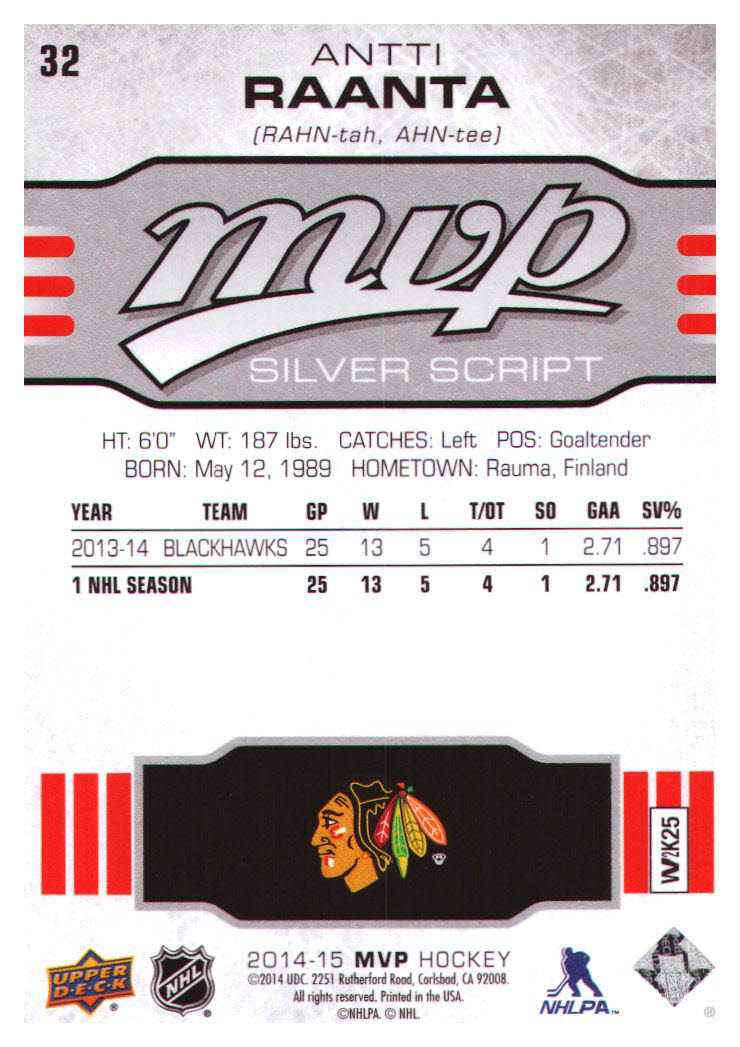 32
ANTTI
RAANTA
(RAHN-tah, AHN-tee)
mvp
SILVER SCRIPT
HT: 6'0" WT: 187 lbs. CATCHES: Left POS: Goaltender
BORN: May 12, 1989 HOMETOWN: Rauma, Finland
YEAR TEAM GP W L T/OT SO GAA SV%
2013-14 BLACKHAWKS 25 13 5 4 1 2.71 .897
1 NHL SEASON 25 13 5 4 1 2.71 .897
W2K25
UPPER
D·E·C·K ®
NHL ®
2014-15 MVP HOCKEY
©2014 UDC. 2251 Rutherford Road, Carlsbad, CA 92008.
All rights reserved. Printed in the USA.
©NHLPA. © NHL.
NHLPA™
®